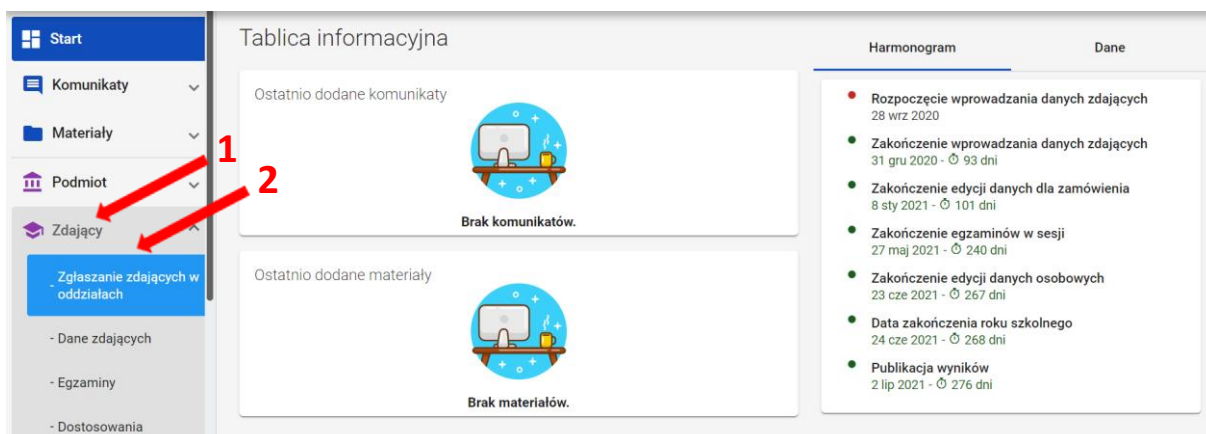 Start
Komunikaty
Materiały
Podmiot
Zdający
- Zgłaszanie zdających w
oddziałach
- Dane zdających
- Egzaminy
- Dostosowania
1
2
Tablica informacyjna
Ostatnio dodane komunikaty
Brak komunikatów.
Ostatnio dodane materiały
Brak materiałów.
Harmonogram
Dane
Rozpoczęcie wprowadzania danych zdających
28 wrz 2020
Zakończenie wprowadzania danych zdających
31 gru 2020 - ⏱ 93 dni
Zakończenie edycji danych dla zamówienia
8 sty 2021 - ⏱ 101 dni
Zakończenie egzaminów w sesji
27 maj 2021 - ⏱ 240 dni
Zakończenie edycji danych osobowych
23 cze 2021 - ⏱ 267 dni
Data zakończenia roku szkolnego
24 cze 2021 - ⏱ 268 dni
Publikacja wyników
2 lip 2021 - ⏱ 276 dni